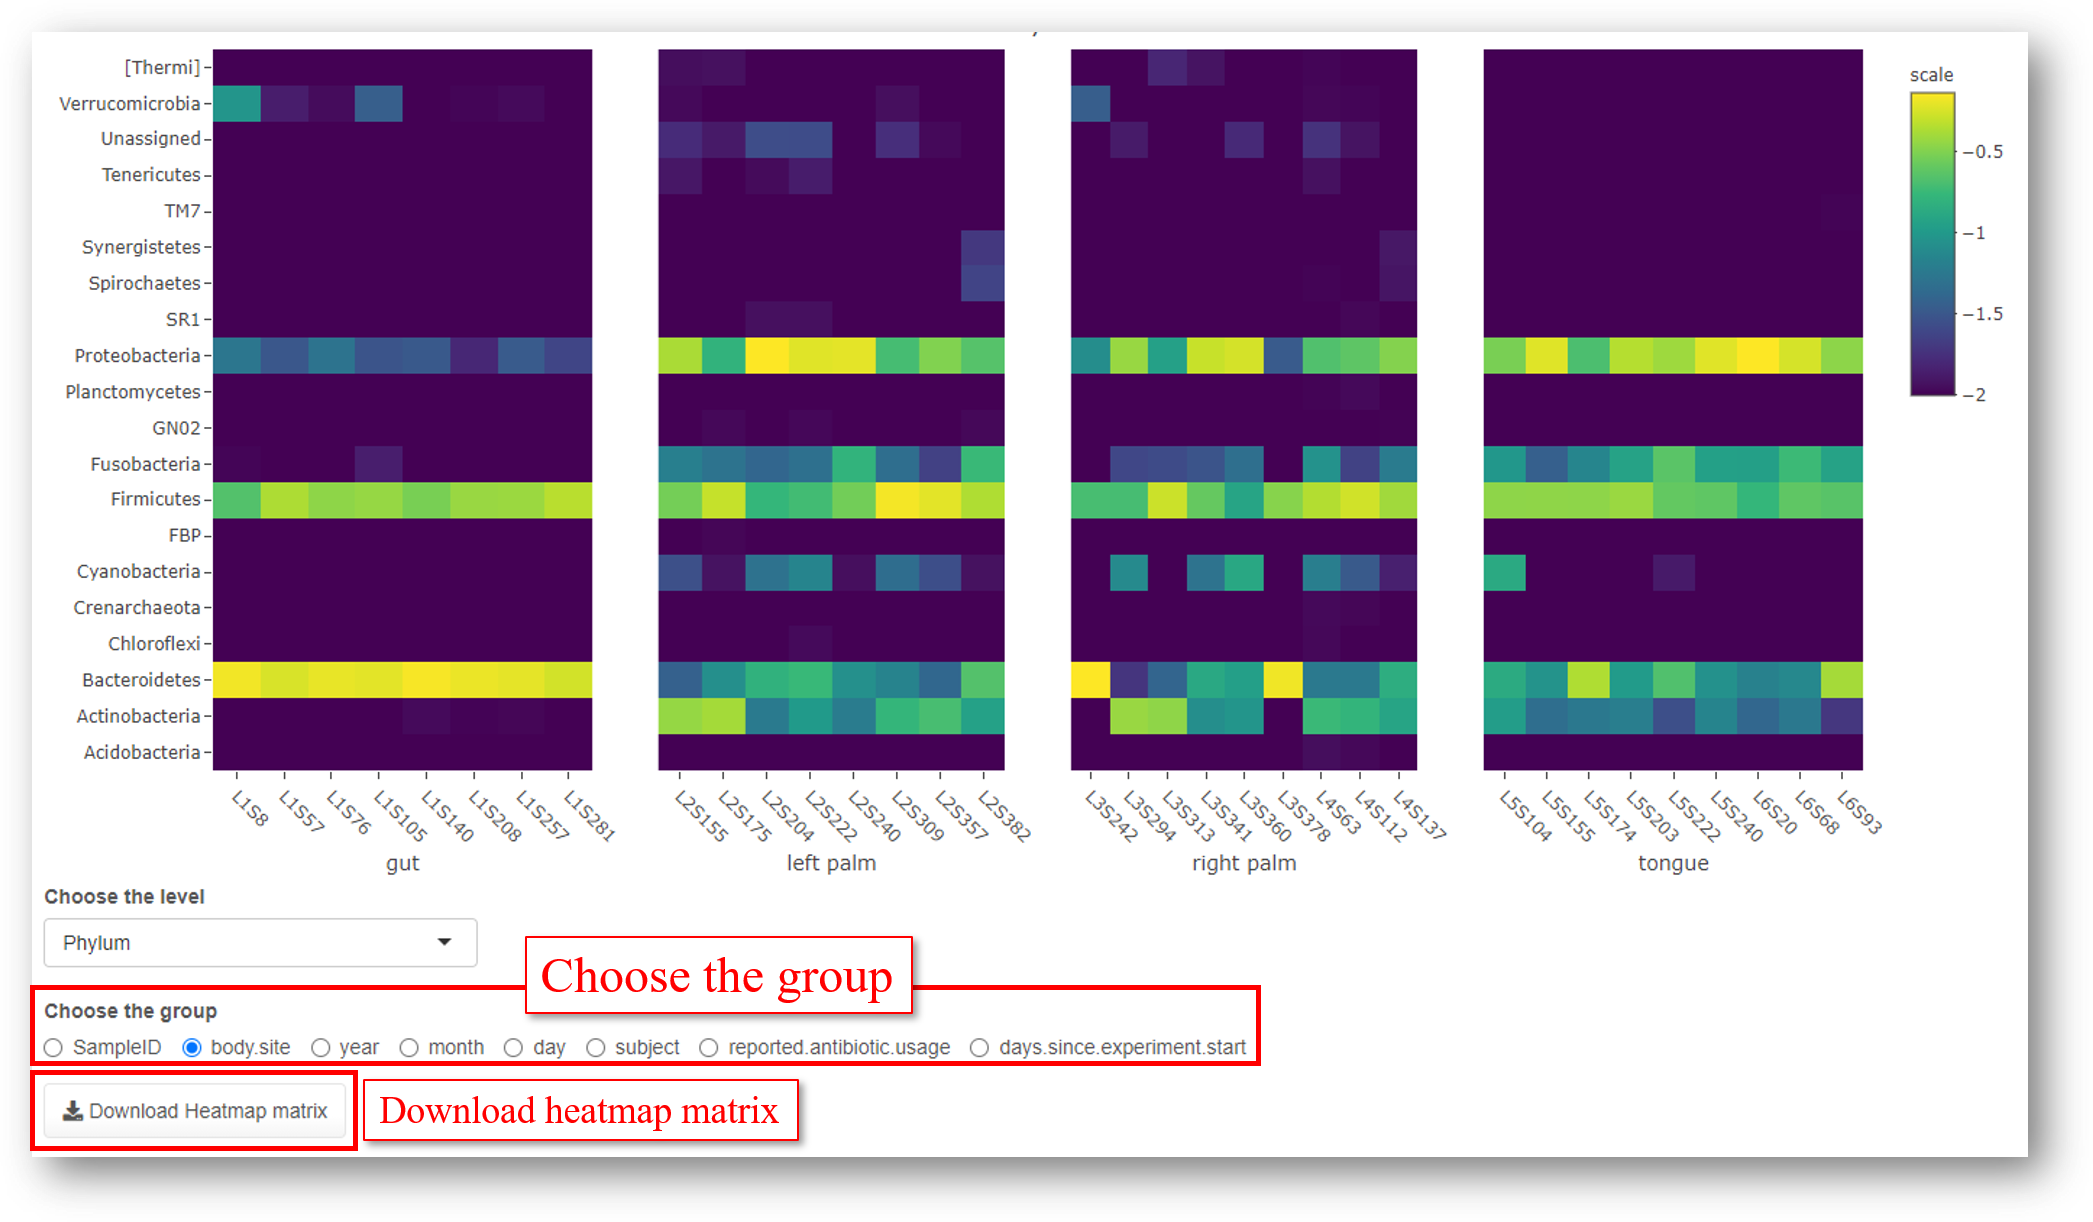 scale
[Thermi]
Verrucomicrobia
Unassigned
Tenericutes
TM7
Synergistetes
Spirochaetes
SR1
Proteobacteria
Planctomycetes
GN02
Fusobacteria
Firmicutes
FBP
Cyanobacteria
Crenarchaeota
Chloroflexi
Bacteroidetes
Actinobacteria
Acidobacteria
−0.5
−1
−1.5
−2
L1S8 L1S57 L1S76 L1S105 L1S140 L1S208 L1S257 L1S281
L2S155 L2S175 L2S204 L2S222 L2S240 L2S309 L2S357 L2S382
L3S242 L3S294 L3S313 L3S341 L3S360 L3S378 L4S63 L4S112 L4S137
L5S104 L5S155 L5S174 L5S203 L5S222 L5S240 L6S20 L6S68 L6S93
gut left palm right palm tongue
Choose the level
Phylum
Choose the group
Choose the group
SampleID body.site year month day subject reported.antibiotic.usage days.since.experiment.start
Download Heatmap matrix
Download heatmap matrix